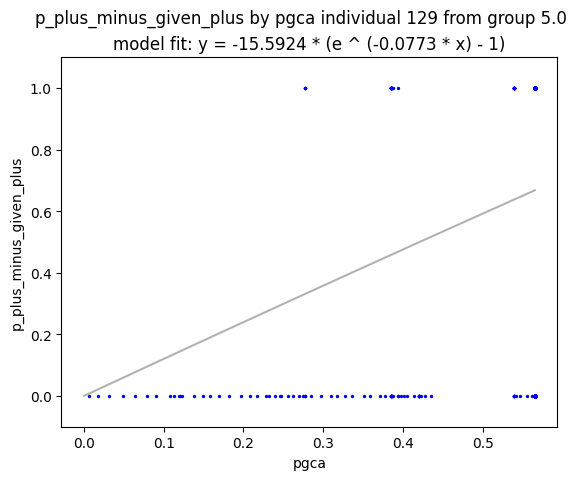 p_plus_minus_given_plus by pgca individual 129 from group 5.0
model fit: y = -15.5924 * (e ^ (-0.0773 * x) - 1)
1.0
0.8
0.6
0.4
0.2
0.0
p_plus_minus_given_plus
0.0 0.1 0.2 0.3 0.4 0.5
pgca